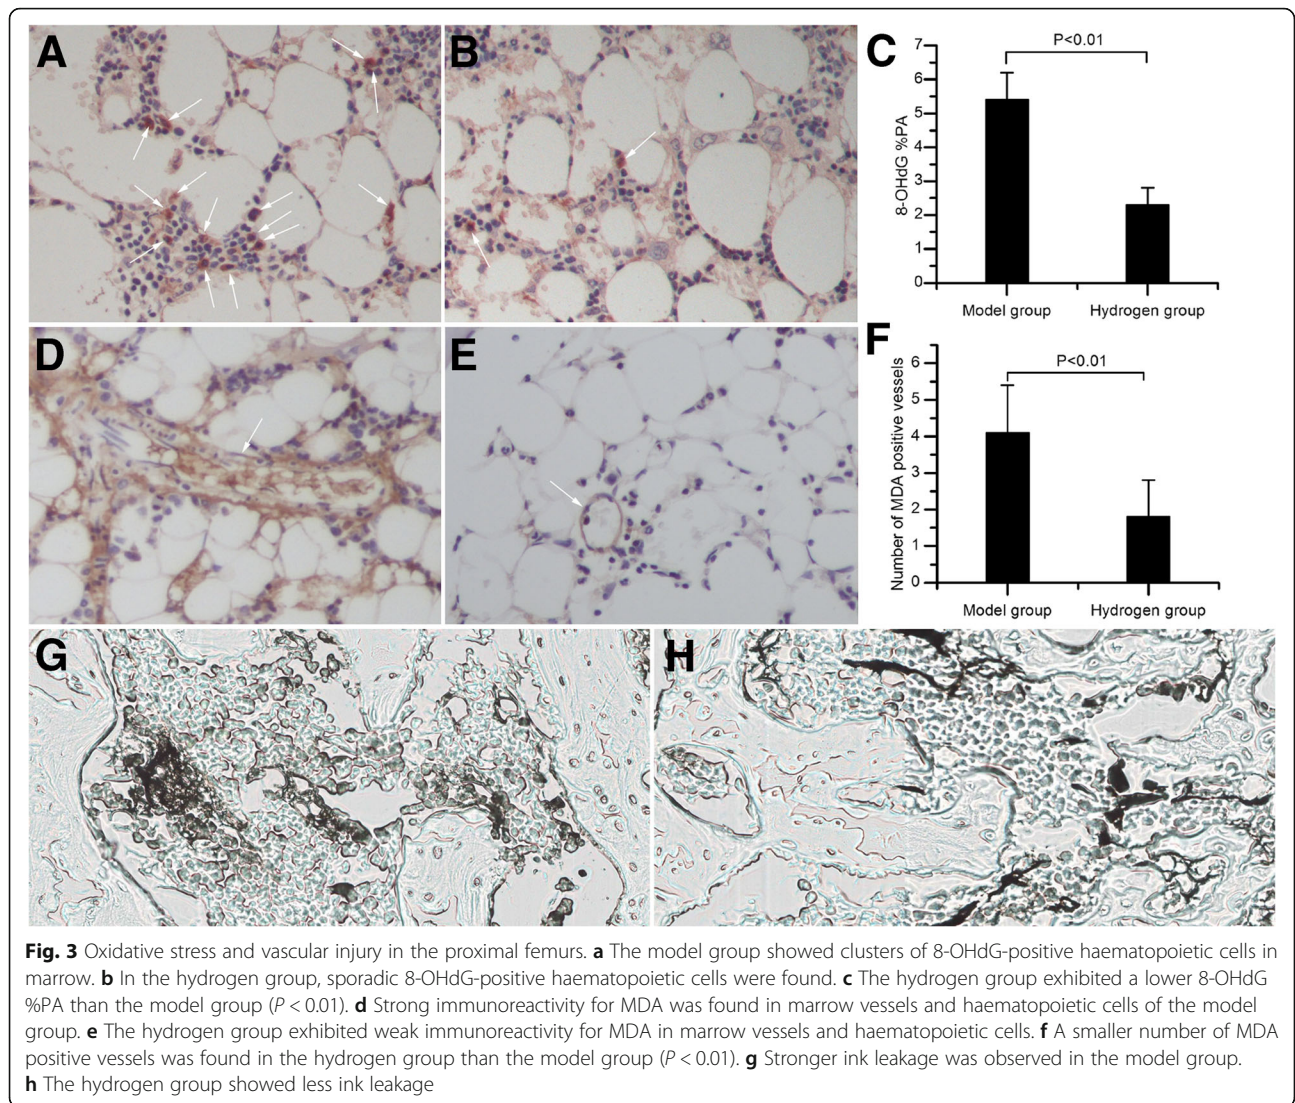 A
B
C
7
6
5
4
3
2
1
0
8-OHdG %PA
P<0.01
Model group
Hydrogen group
D
E
F
6
5
4
3
2
1
0
Number of MDA positive vessels
P<0.01
Model group
Hydrogen group
G
H
Fig. 3 Oxidative stress and vascular injury in the proximal femurs. a The model group showed clusters of 8-OHdG-positive haematopoietic cells in
marrow. b In the hydrogen group, sporadic 8-OHdG-positive haematopoietic cells were found. c The hydrogen group exhibited a lower 8-OHdG
%PA than the model group (P < 0.01). d Strong immunoreactivity for MDA was found in marrow vessels and haematopoietic cells of the model
group. e The hydrogen group exhibited weak immunoreactivity for MDA in marrow vessels and haematopoietic cells. f A smaller number of MDA
positive vessels was found in the hydrogen group than the model group (P < 0.01). g Stronger ink leakage was observed in the model group.
h The hydrogen group showed less ink leakage